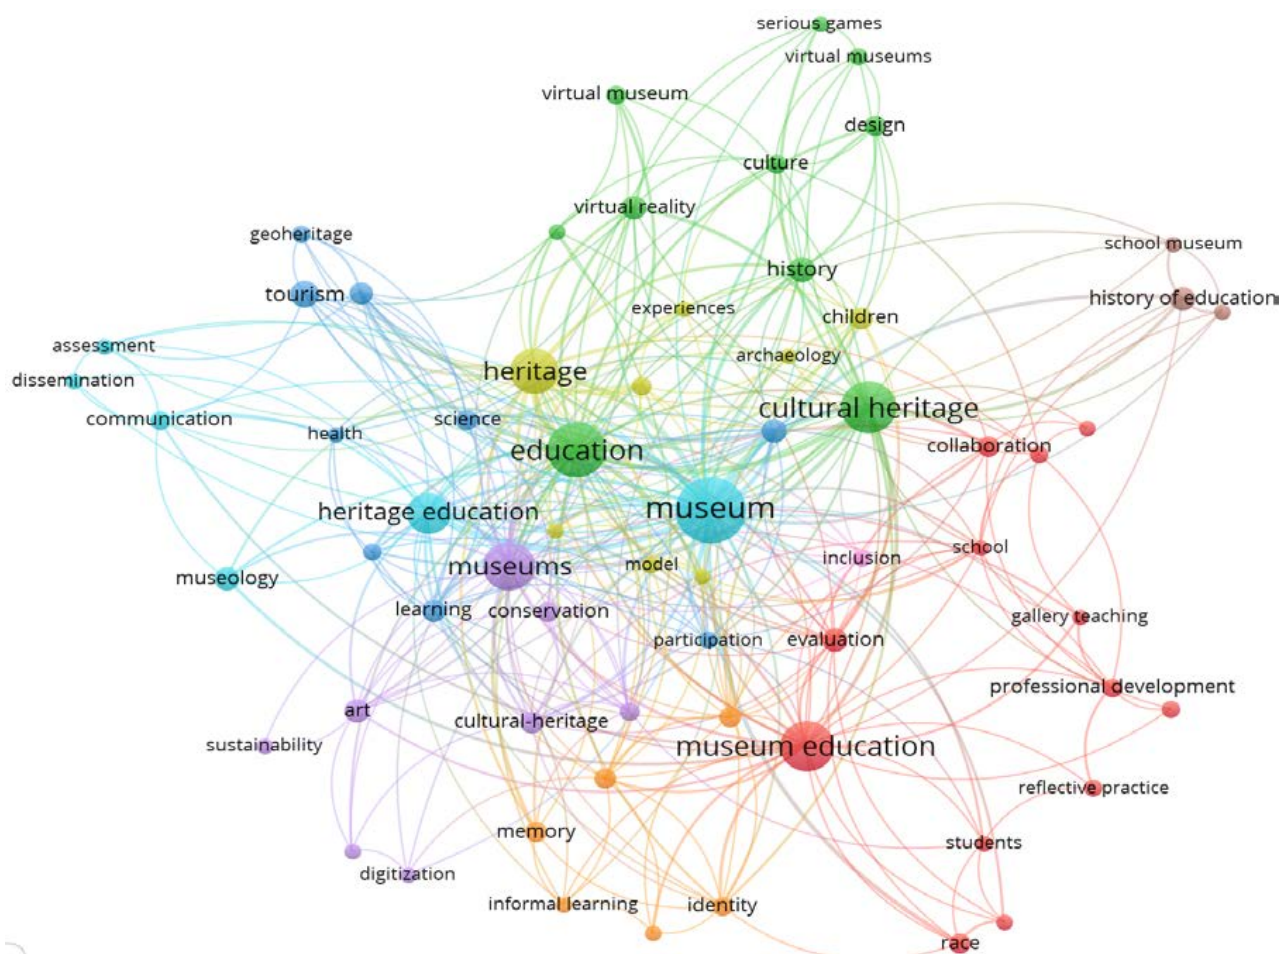 serious games
virtual museums
virtual museum
design
culture
virtual reality
geoheritage
school museum
history
tourism
history of education
experiences
children
assessment
archaeology
heritage
dissemination
cultural heritage
communication
science
health
collaboration
education
museum
heritage education
school
inclusion
museums
model
museology
learning
conservation
gallery teaching
participation
evaluation
professional development
art
cultural-heritage
sustainability
museum education
reflective practice
memory
students
digitization
informal learning
identity
race